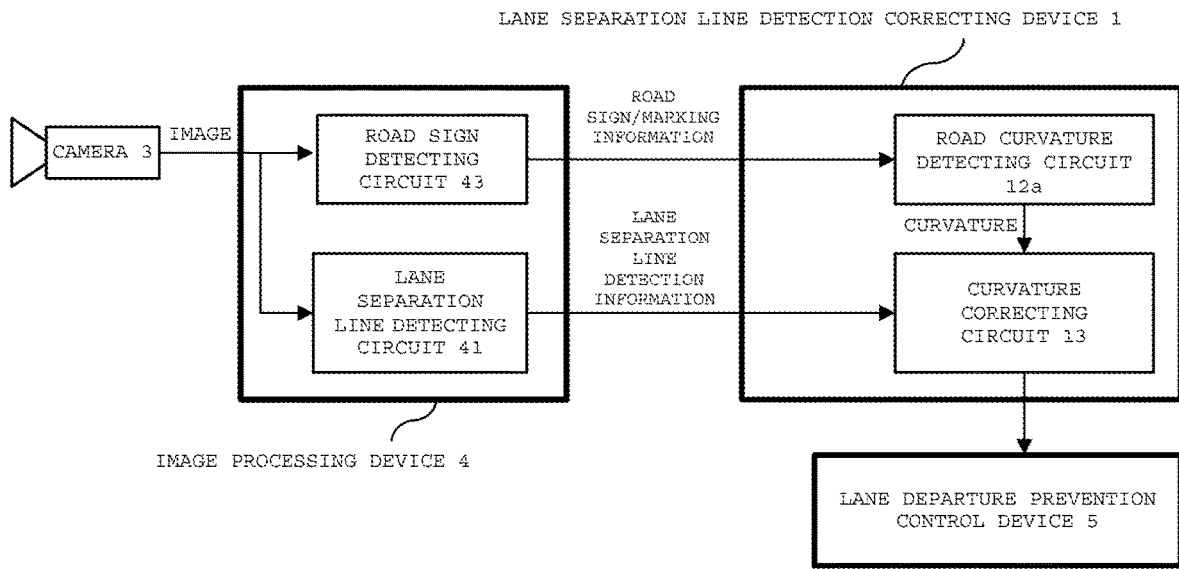 LANE SEPARATION LINE DETECTION CORRECTING DEVICE 1
CAMERA 3
IMAGE
ROAD SIGN
DETECTING
CIRCUIT 43
LANE
SEPARATION
LINE DETECTING
CIRCUIT 41
IMAGE PROCESSING DEVICE 4
ROAD
SIGN/MARKING
INFORMATION
LANE
SEPARATION
LINE
DETECTION
INFORMATION
ROAD CURVATURE
DETECTING CIRCUIT
12a
CURVATURE
CURVATURE
CORRECTING
CIRCUIT 13
LANE DEPARTURE PREVENTION
CONTROL DEVICE 5